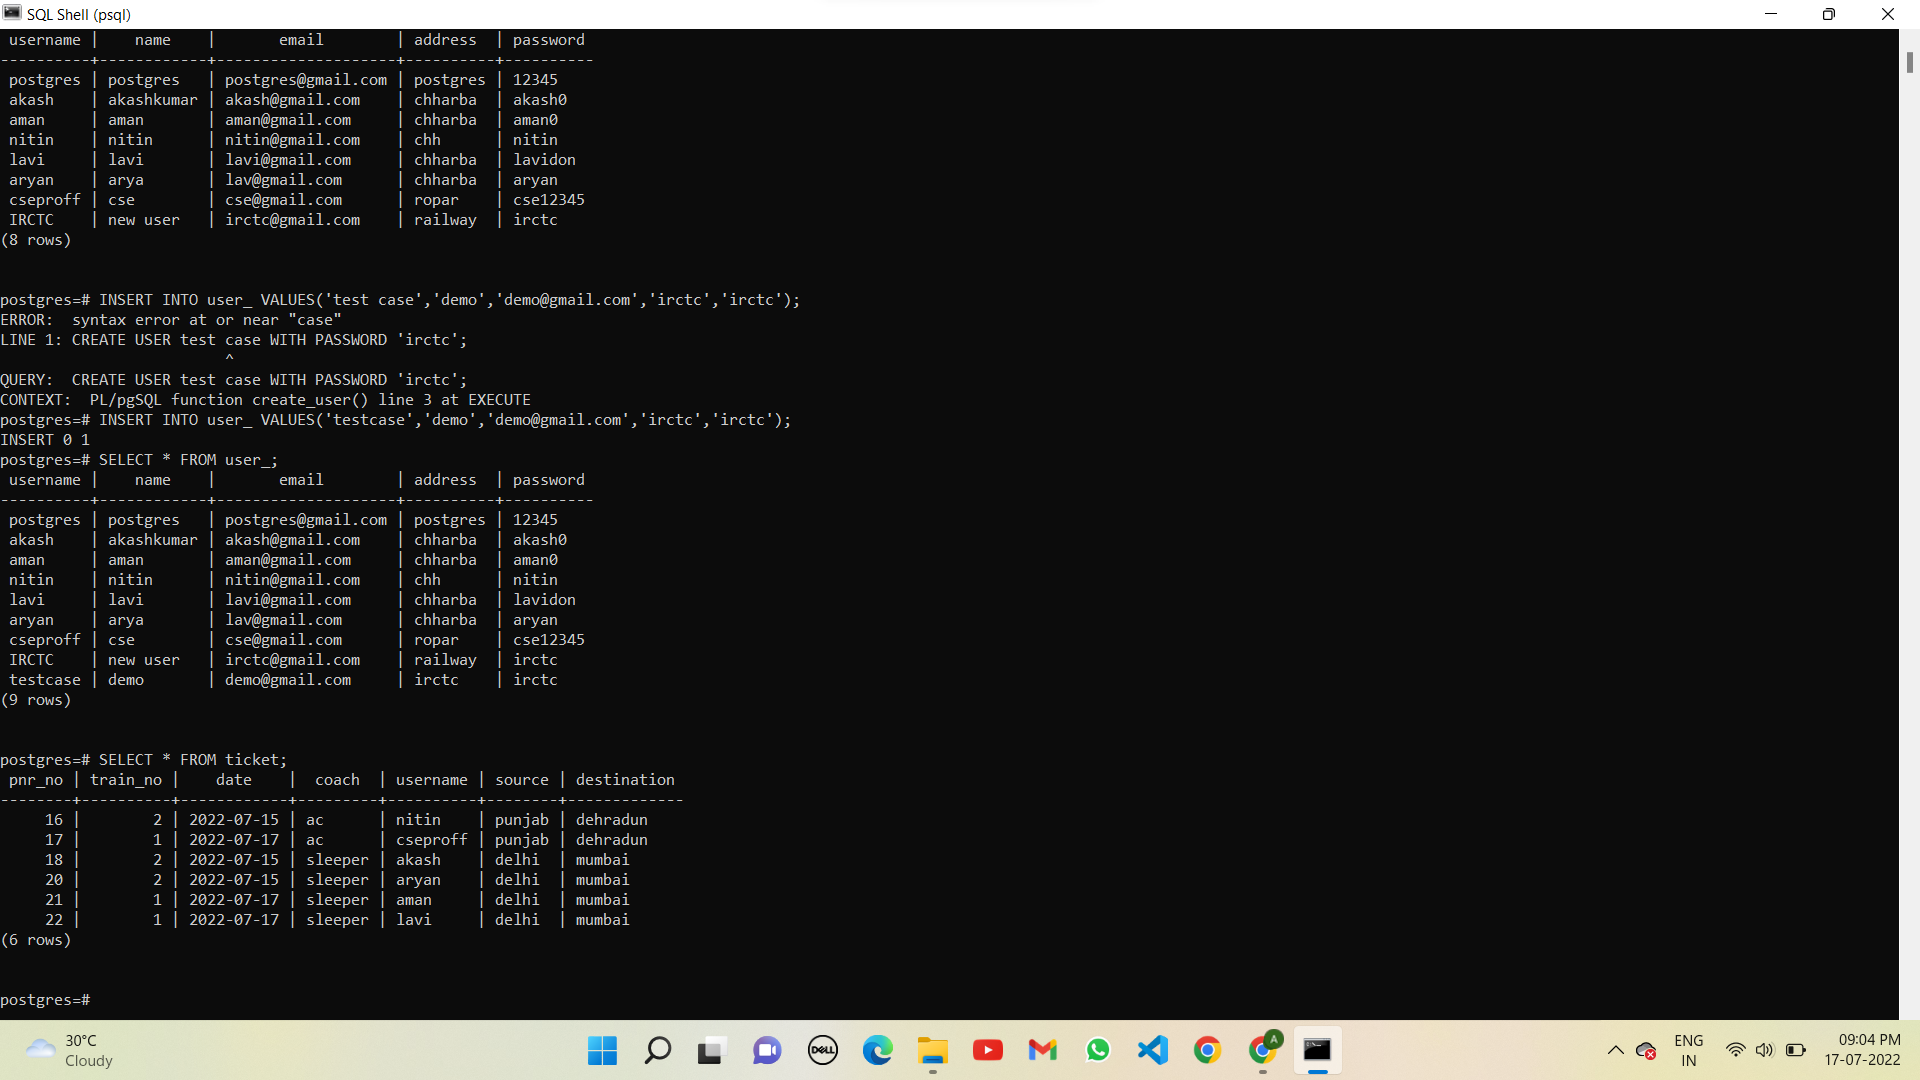 SQL Shell (psql)
 username |    name    |       email        | address  | password
----------+------------+--------------------+----------+----------
 postgres | postgres   | postgres@gmail.com | postgres | 12345
 akash    | akashkumar | akash@gmail.com    | chharba  | akash0
 aman     | aman       | aman@gmail.com     | chharba  | aman0
 nitin    | nitin      | nitin@gmail.com    | chh      | nitin
 lavi     | lavi       | lavi@gmail.com     | chharba  | lavidon
 aryan    | arya       | lav@gmail.com      | chharba  | aryan
 cseproff | cse        | cse@gmail.com      | ropar    | cse12345
 IRCTC    | new user   | irctc@gmail.com    | railway  | irctc
(8 rows)
postgres=# INSERT INTO user_ VALUES('test case','demo','demo@gmail.com','irctc','irctc');
ERROR:  syntax error at or near "case"
LINE 1: CREATE USER test case WITH PASSWORD 'irctc';
                         ^
QUERY:  CREATE USER test case WITH PASSWORD 'irctc';
CONTEXT:  PL/pgSQL function create_user() line 3 at EXECUTE
postgres=# INSERT INTO user_ VALUES('testcase','demo','demo@gmail.com','irctc','irctc');
INSERT 0 1
postgres=# SELECT * FROM user_;
 username |    name    |       email        | address  | password
----------+------------+--------------------+----------+----------
 postgres | postgres   | postgres@gmail.com | postgres | 12345
 akash    | akashkumar | akash@gmail.com    | chharba  | akash0
 aman     | aman       | aman@gmail.com     | chharba  | aman0
 nitin    | nitin      | nitin@gmail.com    | chh      | nitin
 lavi     | lavi       | lavi@gmail.com     | chharba  | lavidon
 aryan    | arya       | lav@gmail.com      | chharba  | aryan
 cseproff | cse        | cse@gmail.com      | ropar    | cse12345
 IRCTC    | new user   | irctc@gmail.com    | railway  | irctc
 testcase | demo       | demo@gmail.com     | irctc    | irctc
(9 rows)
postgres=# SELECT * FROM ticket;
 pnr_no | train_no |    date    |  coach  | username | source | destination
--------+----------+------------+---------+----------+--------+-------------
     16 |        2 | 2022-07-15 | ac      | nitin    | punjab | dehradun
     17 |        1 | 2022-07-17 | ac      | cseproff | punjab | dehradun
     18 |        2 | 2022-07-15 | sleeper | akash    | delhi  | mumbai
     20 |        2 | 2022-07-15 | sleeper | aryan    | delhi  | mumbai
     21 |        1 | 2022-07-17 | sleeper | aman     | delhi  | mumbai
     22 |        1 | 2022-07-17 | sleeper | lavi     | delhi  | mumbai
(6 rows)
postgres=#
30°C
Cloudy
DELL
A
ENG
IN
09:04 PM
17-07-2022